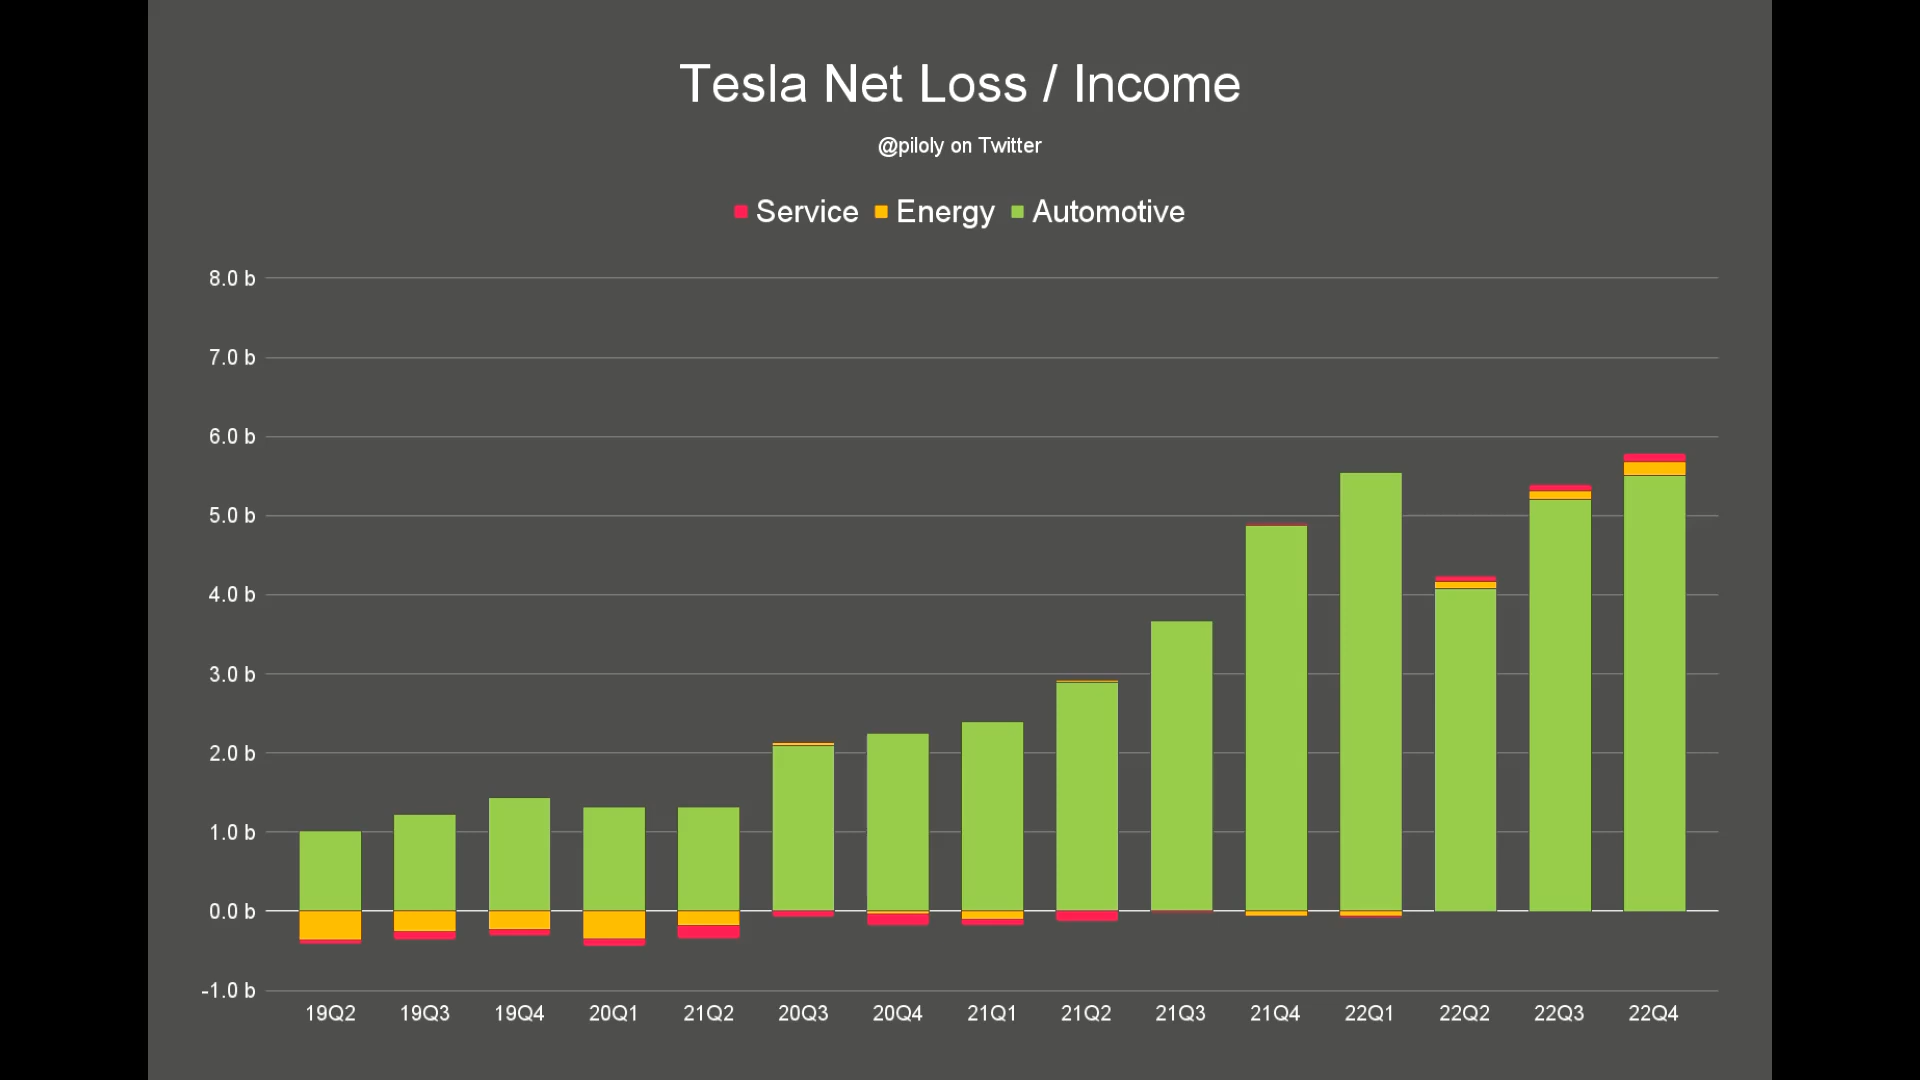 Tesla Net Loss / Income
@piloly on Twitter
Service Energy Automotive
8.0 b
7.0 b
6.0 b
5.0 b
4.0 b
3.0 b
2.0 b
1.0 b
0.0 b
-1.0 b
19Q2 19Q3 19Q4 20Q1 21Q2 20Q3 20Q4 21Q1 21Q2 21Q3 21Q4 22Q1 22Q2 22Q3 22Q4